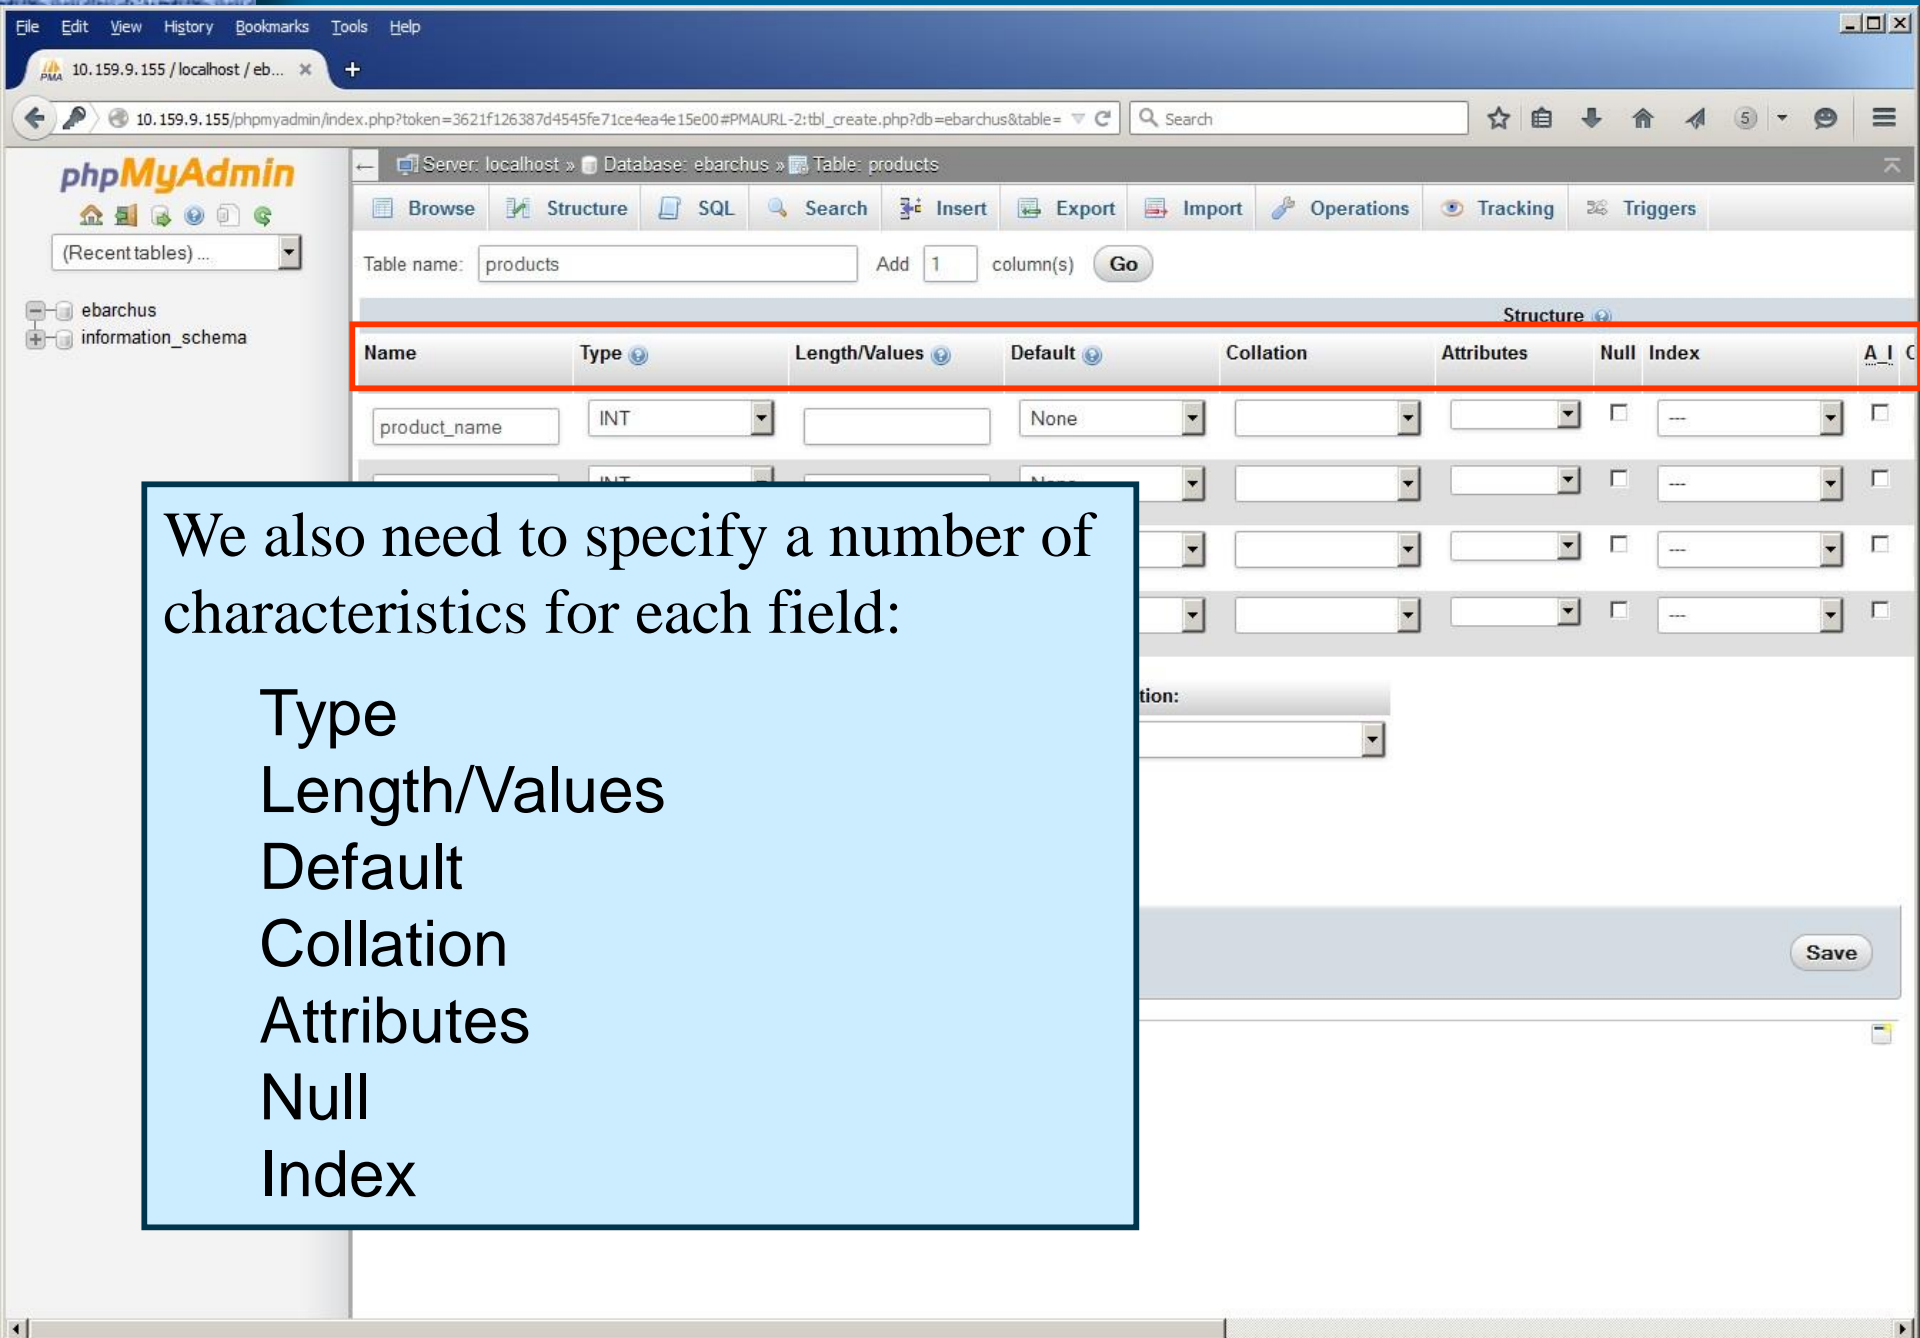 File Edit View History Bookmarks Tools Help
PMA 10.159.9.155 / localhost / eb...
10.159.9.155/phpmyadmin/index.php?token=3621f126387d4545fe71ce4ea4e15e00#PMAURL-2:tbl_create.php?db=ebarchus&table= Search 5
phpMyAdmin
(Recent tables) ...
ebarchus
information_schema
Server: localhost » Database: ebarchus » Table: products
Browse Structure SQL Search Insert Export Import Operations Tracking Triggers
Table name: products Add 1 column(s) Go
Structure
Name Type Length/Values Default Collation Attributes Null Index A_I C
product_name INT None ---
INT None ---
---
---
tion:
Save
We also need to specify a number of
characteristics for each field:
Type
Length/Values
Default
Collation
Attributes
Null
Index